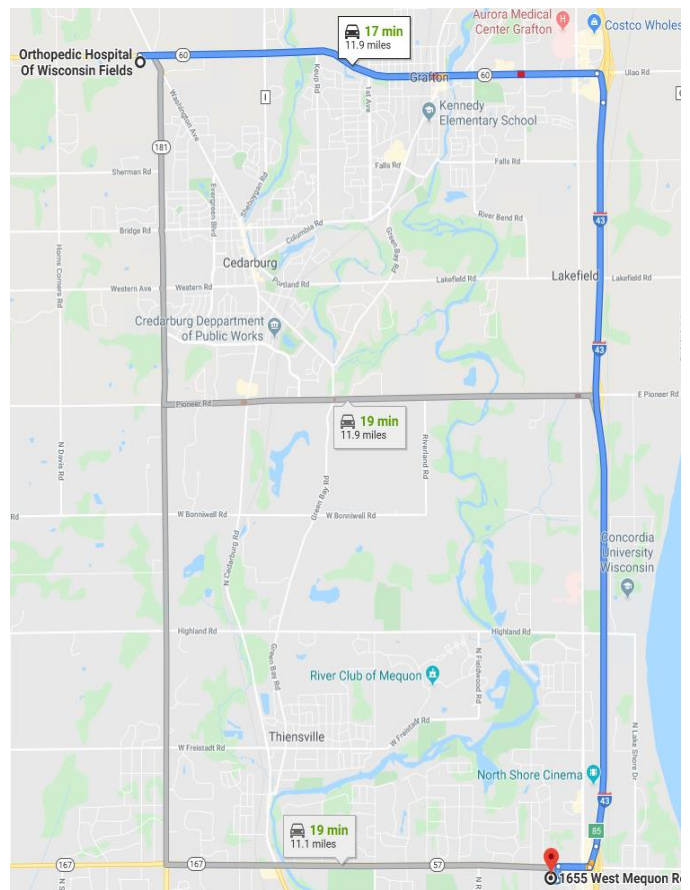 Aurora Medical
Center Grafton
Costco Wholes
17 min
11.9 miles
Orthopedic Hospital
Of Wisconsin Fields
60
Grafton
60
Ulao Rd
Keup Rd
1st Ave
I
Washington Ave
Kennedy
Elementary School
181
Sherman Rd
Falls Rd
Falls Rd
Evergreen Blvd
Sheboygan Rd
River Bend Rd
43
Bridge Rd
Columbia Rd
Green Bay Rd
Horns Corners Rd
Cedarburg
Lakefield
Western Ave
Western Rd
Portland Rd
Lakefield Rd
Lakefield Rd
Credarburg Deppartment
of Public Works
43
Pioneer Rd
E Pioneer Rd
19 min
11.9 miles
N Davis Rd
Riverland Rd
Green Bay Rd
Rd
W Bonniwell Rd
W Bonniwell Rd
N Cedarburg Rd
Concordia
University
Wisconsin
Highland Rd
Highland Rd
River Club of Mequon
N Fieldwood Rd
Green Bay Rd
Thiensville
W Freistadt Rd
W Freistadt Rd
N Lake Shore Dr
North Shore Cinema
43
19 min
11.1 miles
85
167
167
57
1655 West Mequon R